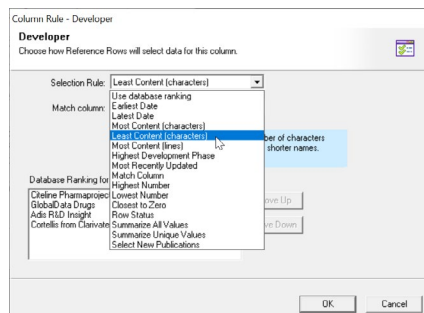 Column Rule - Developer
Developer
Choose how Reference Rows will select data for this column.
Selection Rule: Least Content (characters)
Use database ranking
Earliest Date
Latest Date
Match column:
Most Content (characters)
Least Content (characters)
Most Content (lines)
ber of characters
shorter names.
Highest Development Phase
Most Recently Updated
Match Column
Database Ranking for
Highest Number
Citeline Pharmaprojec
Lowest Number
ove Up
GlobalData Drugs
Closest to Zero
Adis R&D Insight
Row Status
Cortellis from Clarivate
Summarize All Values
ve Down
Summarize Unique Values
Select New Publications
OK
Cancel